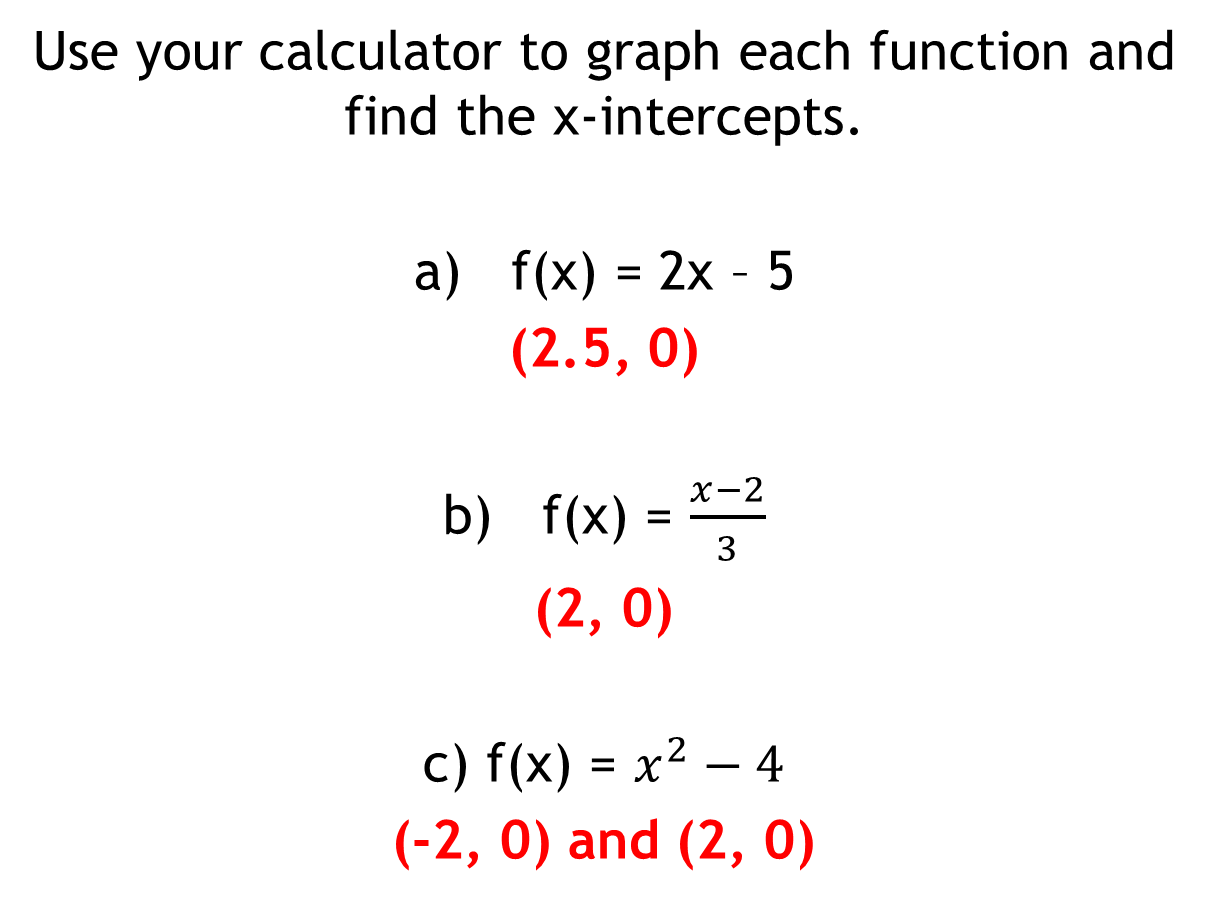 Use your calculator to graph each function and
find the x-intercepts.
a) f(x) = 2x – 5
(2.5, 0)
b) f(x) = \frac{x−2}{3}
(2, 0)
c) f(x) = x² − 4
(-2, 0) and (2, 0)